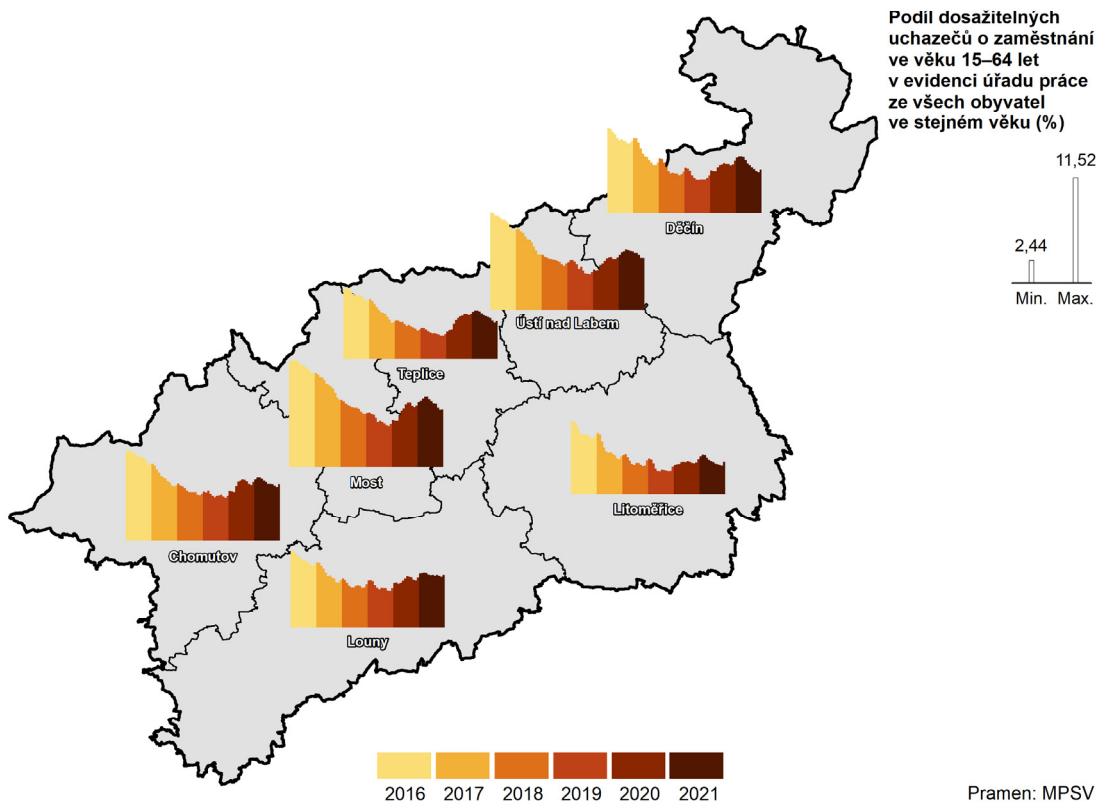 Podíl dosažitelných
uchazečů o zaměstnání
ve věku 15–64 let
v evidenci úřadu práce
ze všech obyvatel
ve stejném věku (%)
11,52
2,44
Min. Max.
Děčín
Ústí nad Labem
Teplice
Most
Litoměřice
Chomutov
Louny
2016 2017 2018 2019 2020 2021
Pramen: MPSV